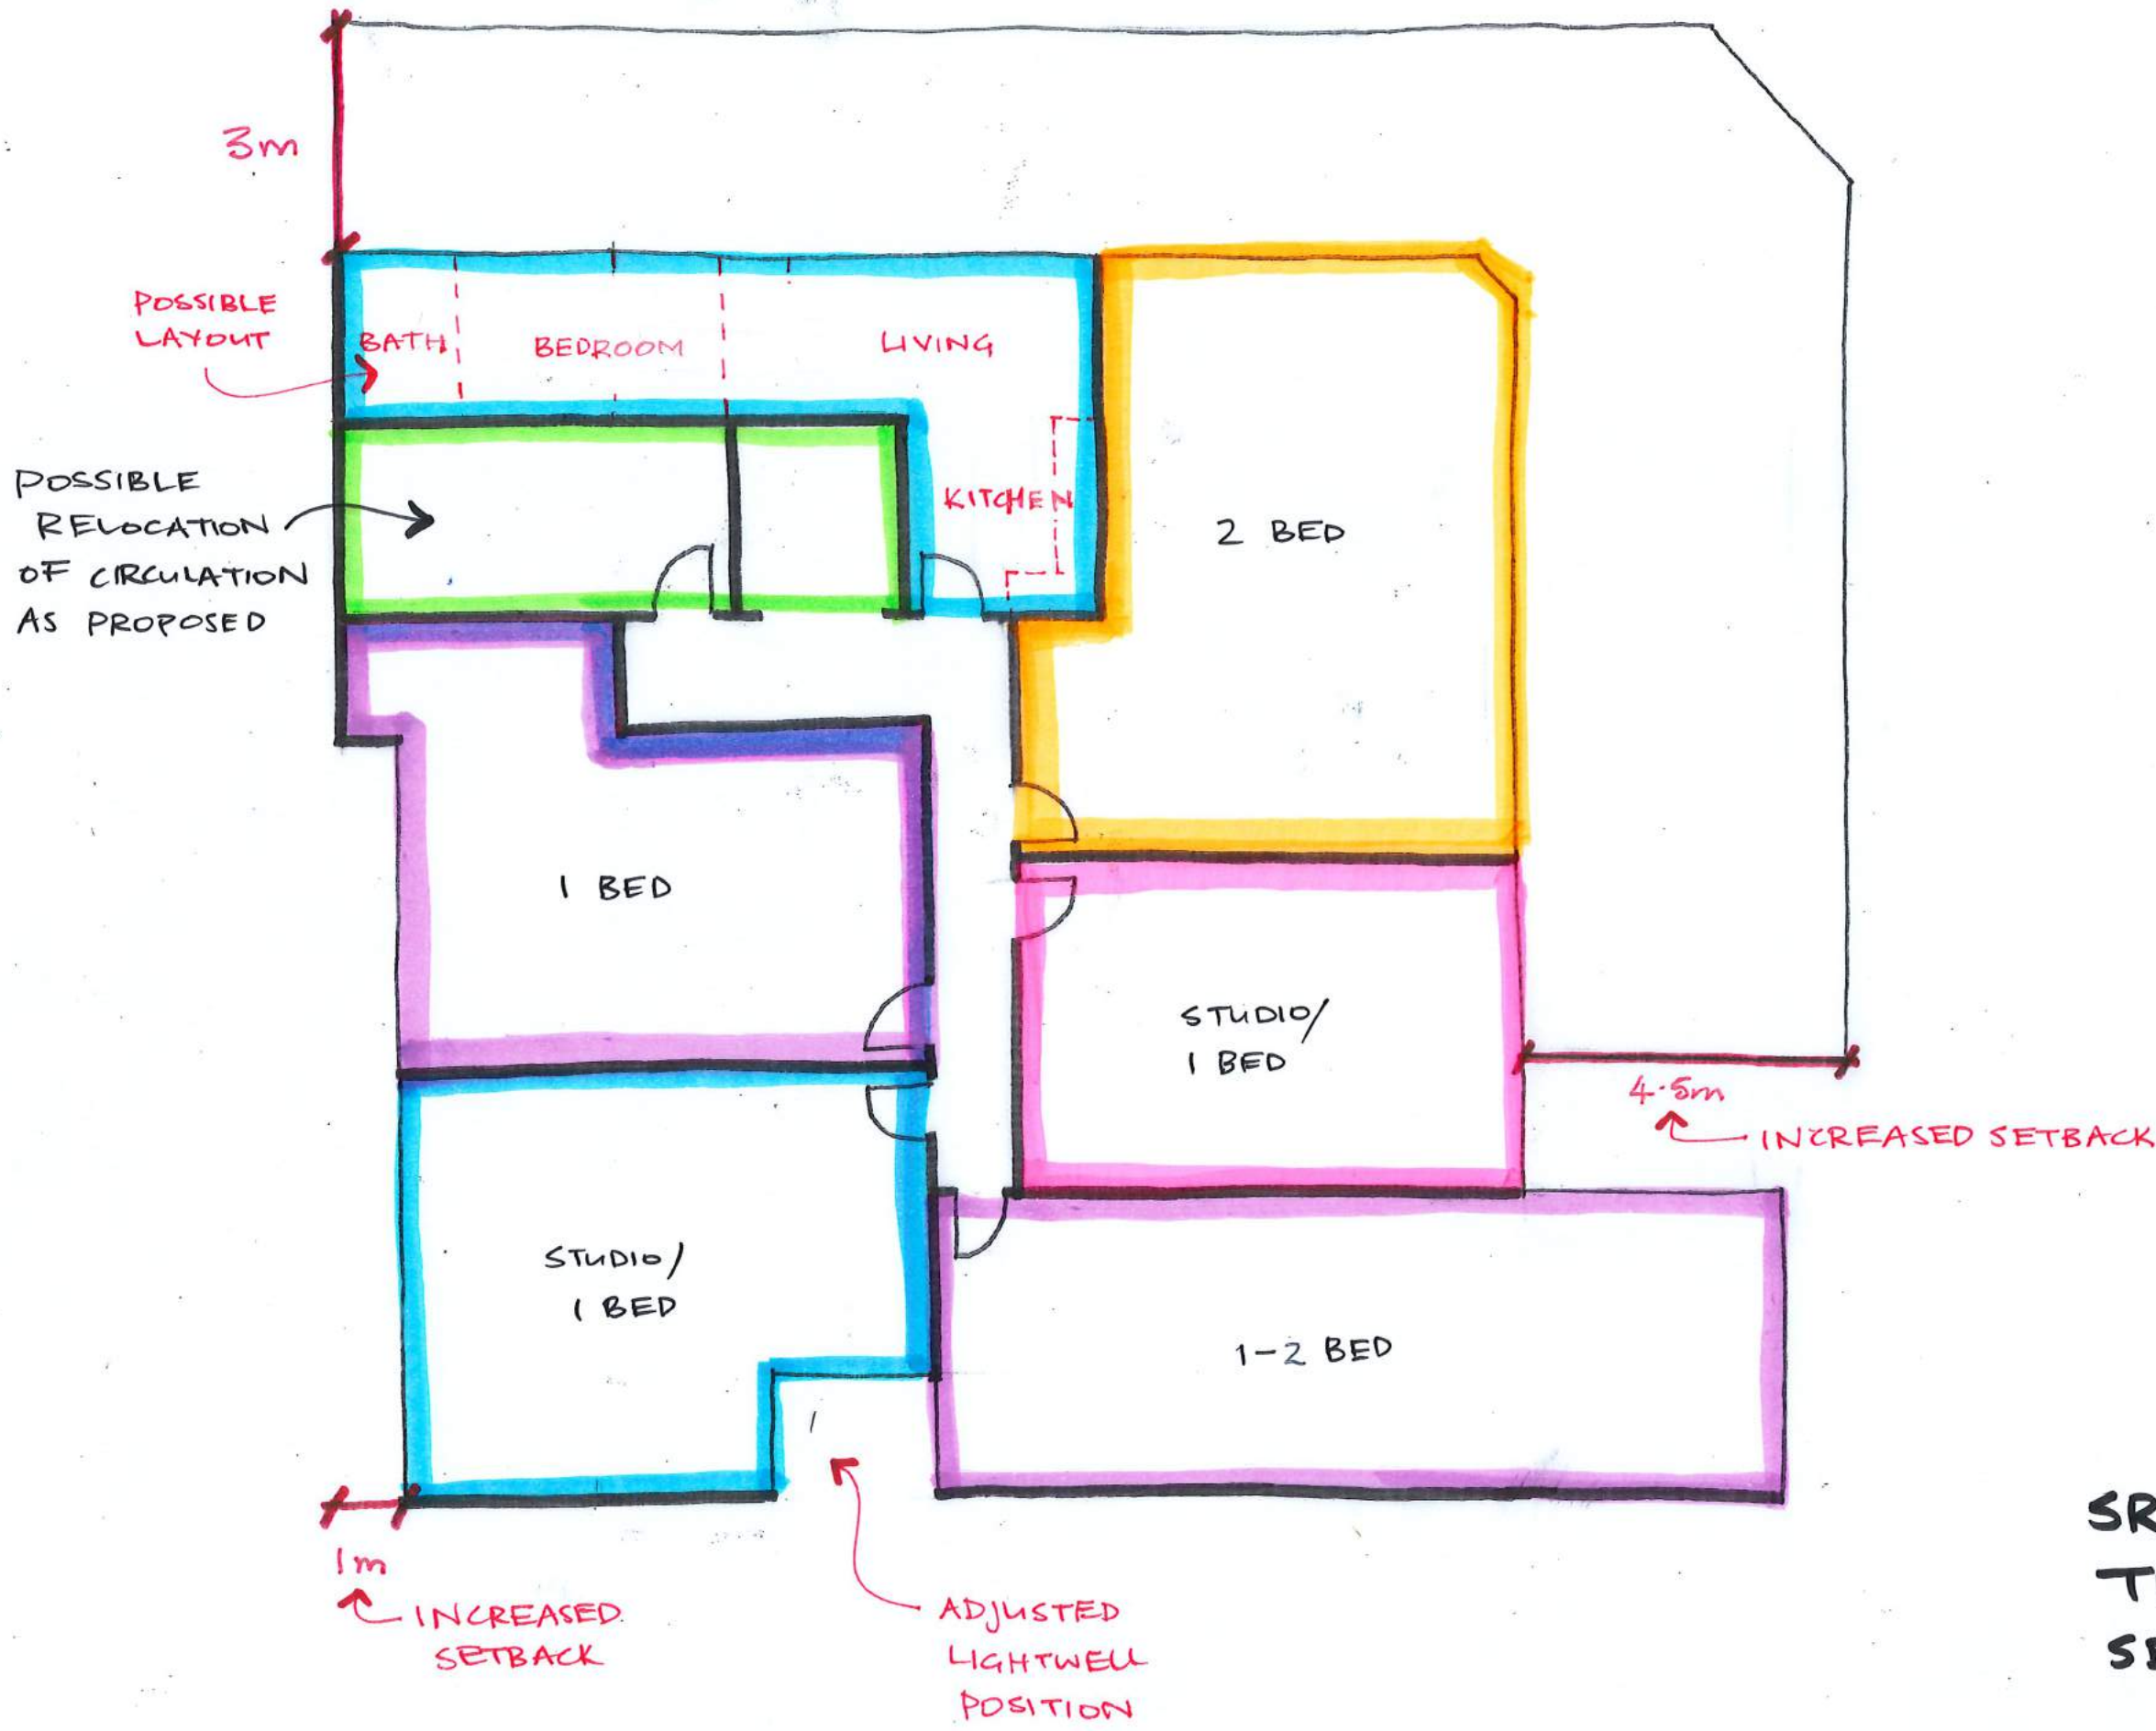 3m
POSSIBLE
LAYOUT
BATH
BEDROOM
LIVING
POSSIBLE
RELOCATION
OF CIRCULATION
AS PROPOSED
KITCHEN
2 BED
1 BED
STUDIO/
1 BED
4.5m
INCREASED SETBACK
STUDIO/
1 BED
1-2 BED
1m
INCREASED
SETBACK
ADJUSTED
LIGHTWELL
POSITION